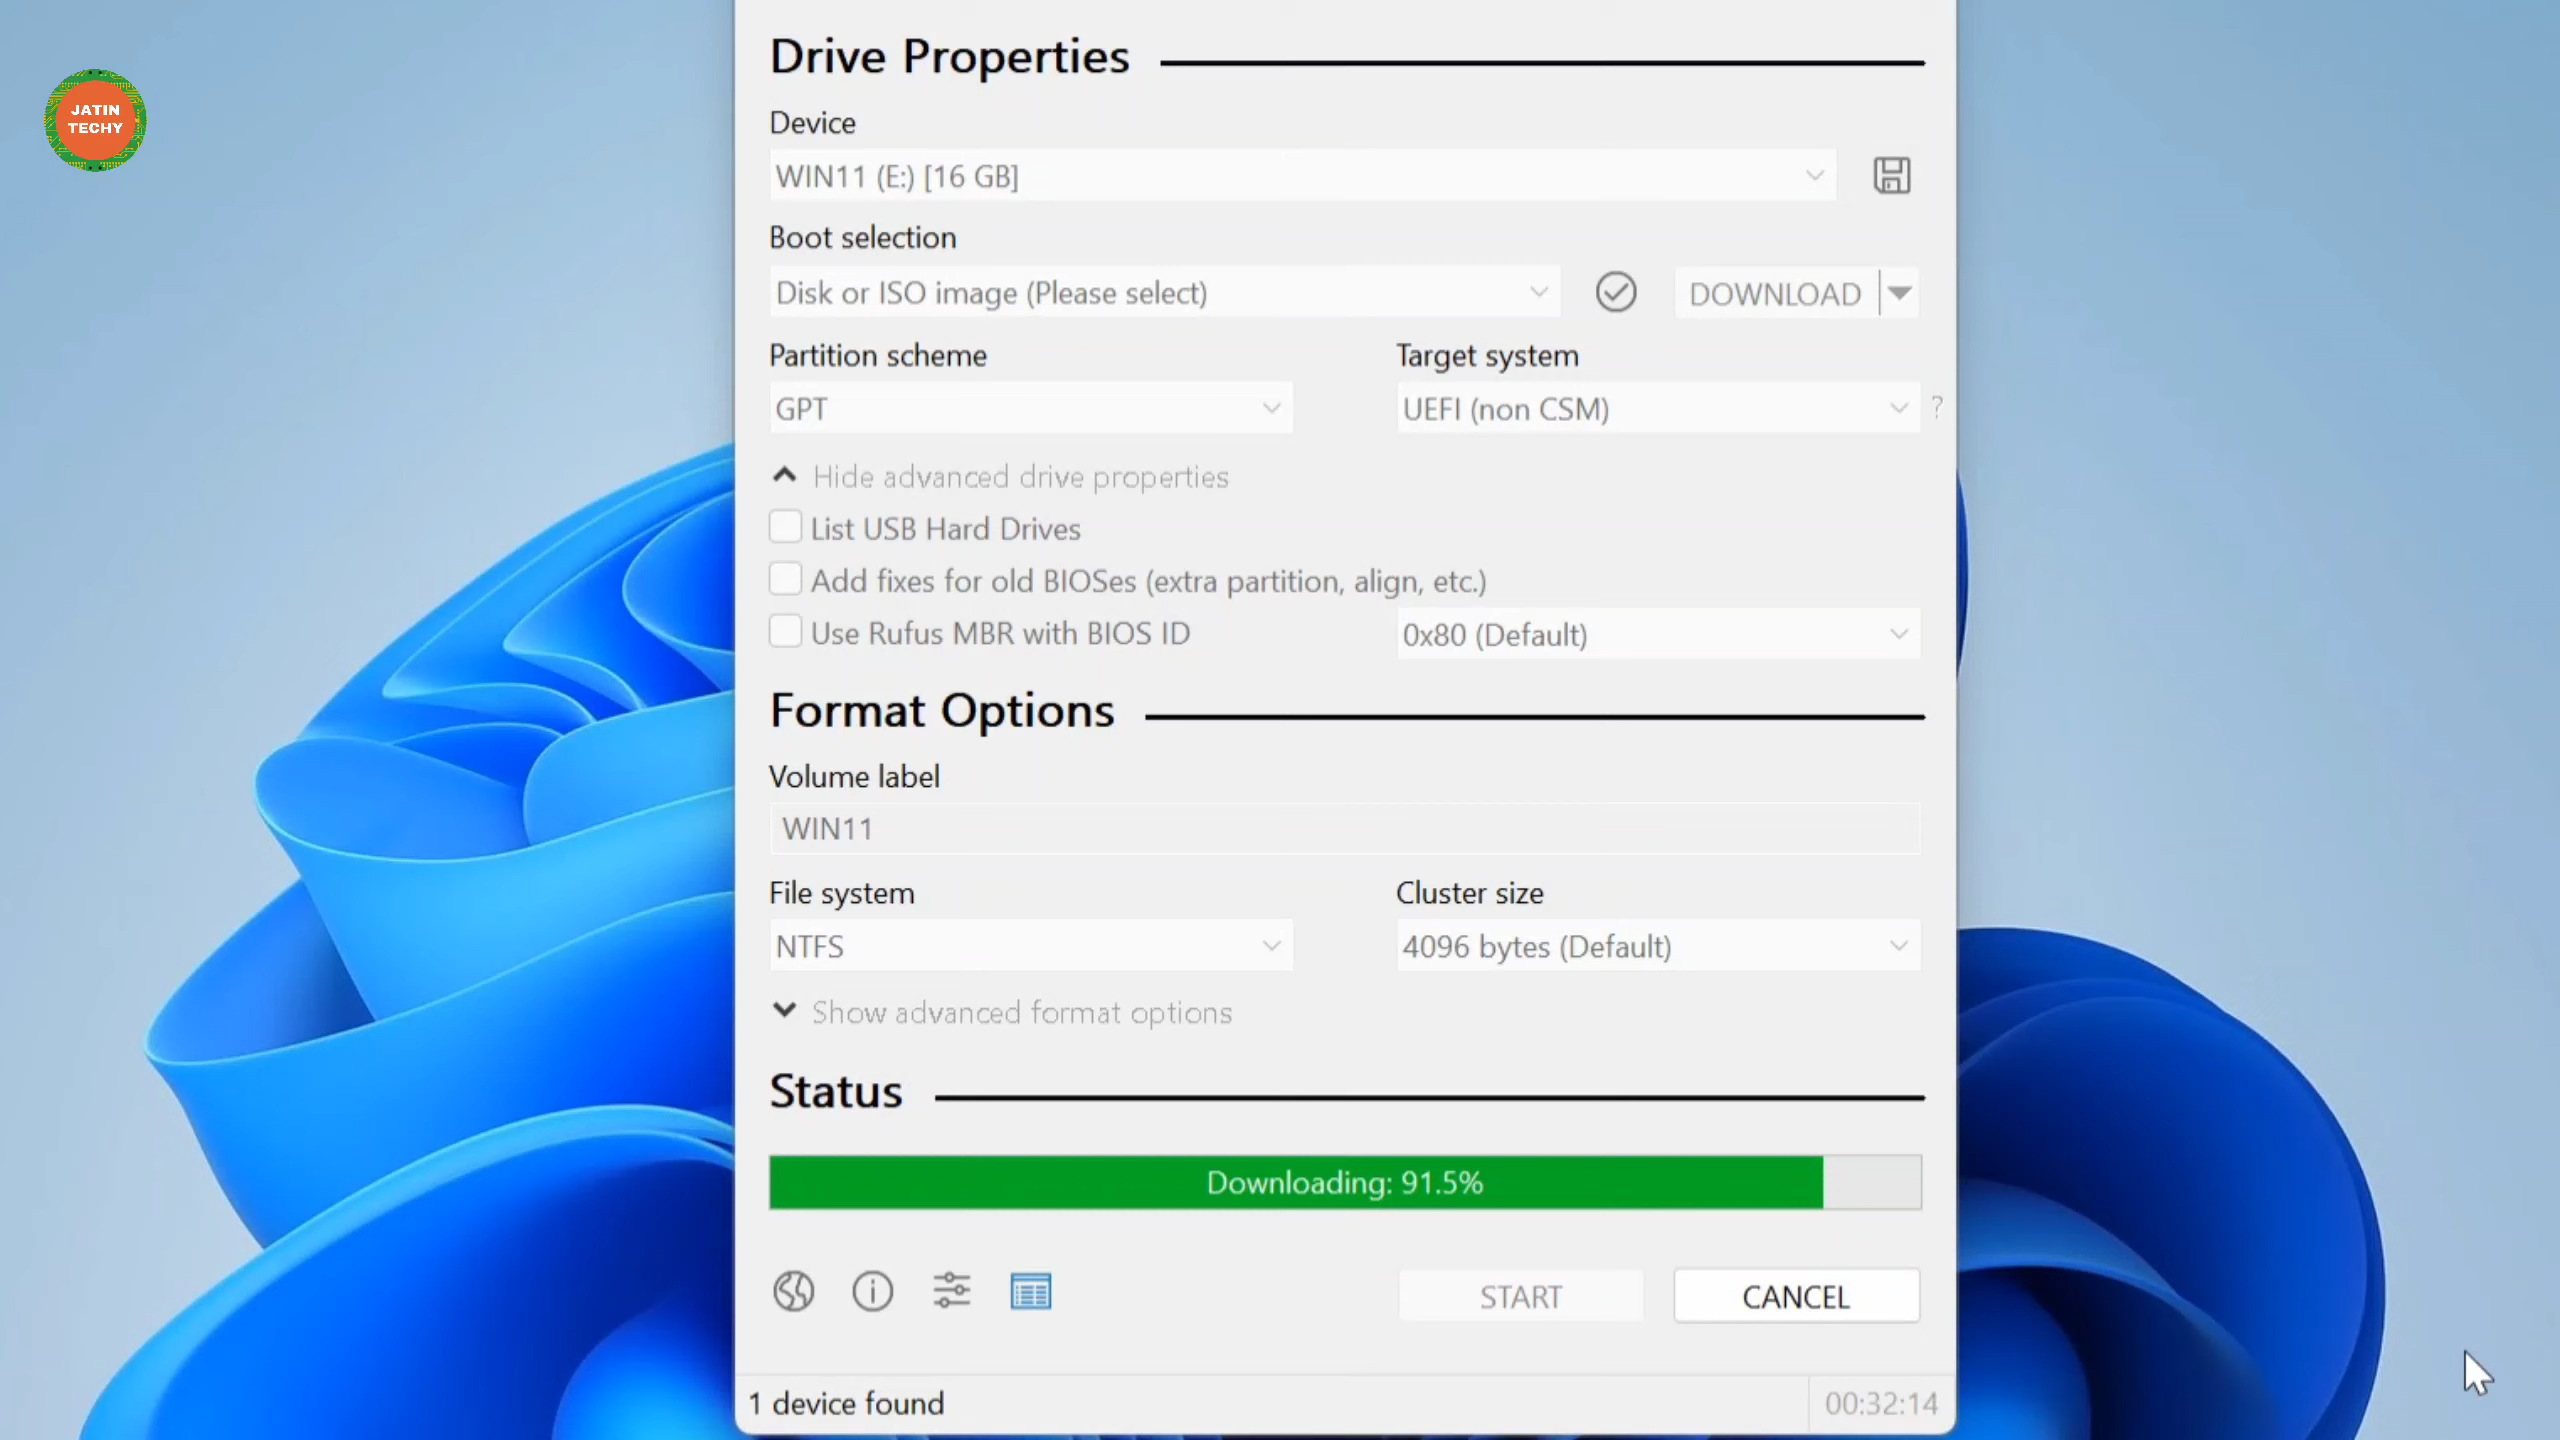 JATIN
TECHY
Drive Properties
Device
WIN11 (E:) [16 GB]
Boot selection
Disk or ISO image (Please select)
DOWNLOAD
Partition scheme
Target system
GPT
UEFI (non CSM)
?
Hide advanced drive properties
List USB Hard Drives
Add fixes for old BIOSes (extra partition, align, etc.)
Use Rufus MBR with BIOS ID
0x80 (Default)
Format Options
Volume label
WIN11
File system
Cluster size
NTFS
4096 bytes (Default)
Show advanced format options
Status
Downloading: 91.5%
START
CANCEL
1 device found
00:32:14